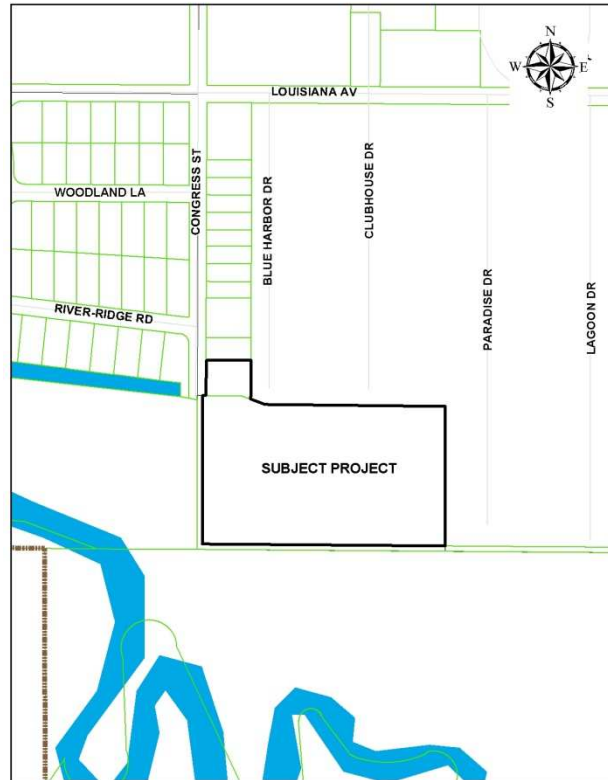 N
W E
S
LOUISIANA AV
CONGRESS ST
WOODLAND LA
BLUE HARBOR DR
CLUBHOUSE DR
PARADISE DR
LAGOON DR
RIVER-RIDGE RD
SUBJECT PROJECT